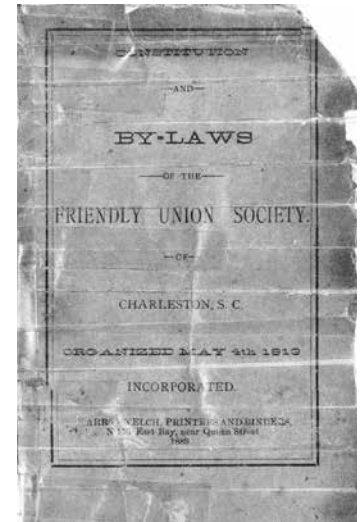 CONSTITUTION
—AND—
BY-LAWS
—OF THE—
FRIENDLY UNION SOCIETY.
—OF—
CHARLESTON, S. C.
ORGANIZED MAY 4th 1813
INCORPORATED.
WELCH, PRINTERS AND BINDERS,
East Bay, near Queen Street